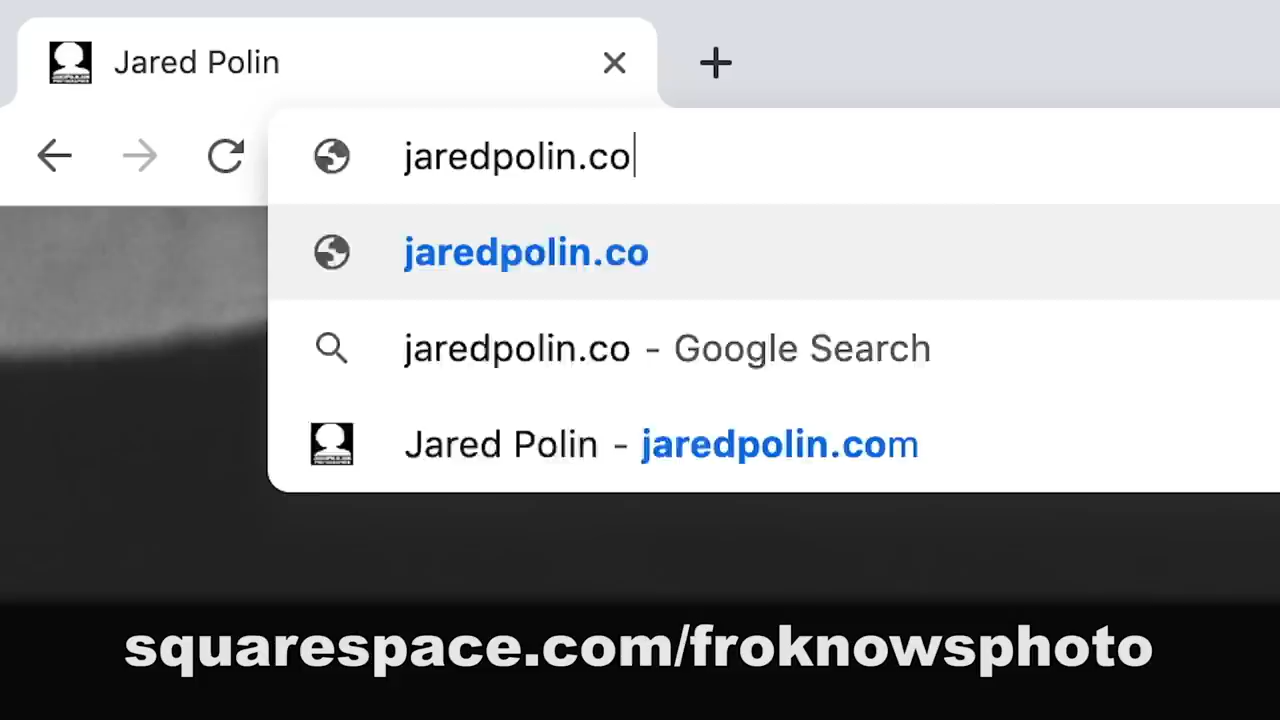 Jared Polin
jaredpolin.co
jaredpolin.co
jaredpolin.co - Google Search
Jared Polin - jaredpolin.com
squarespace.com/froknowsphoto